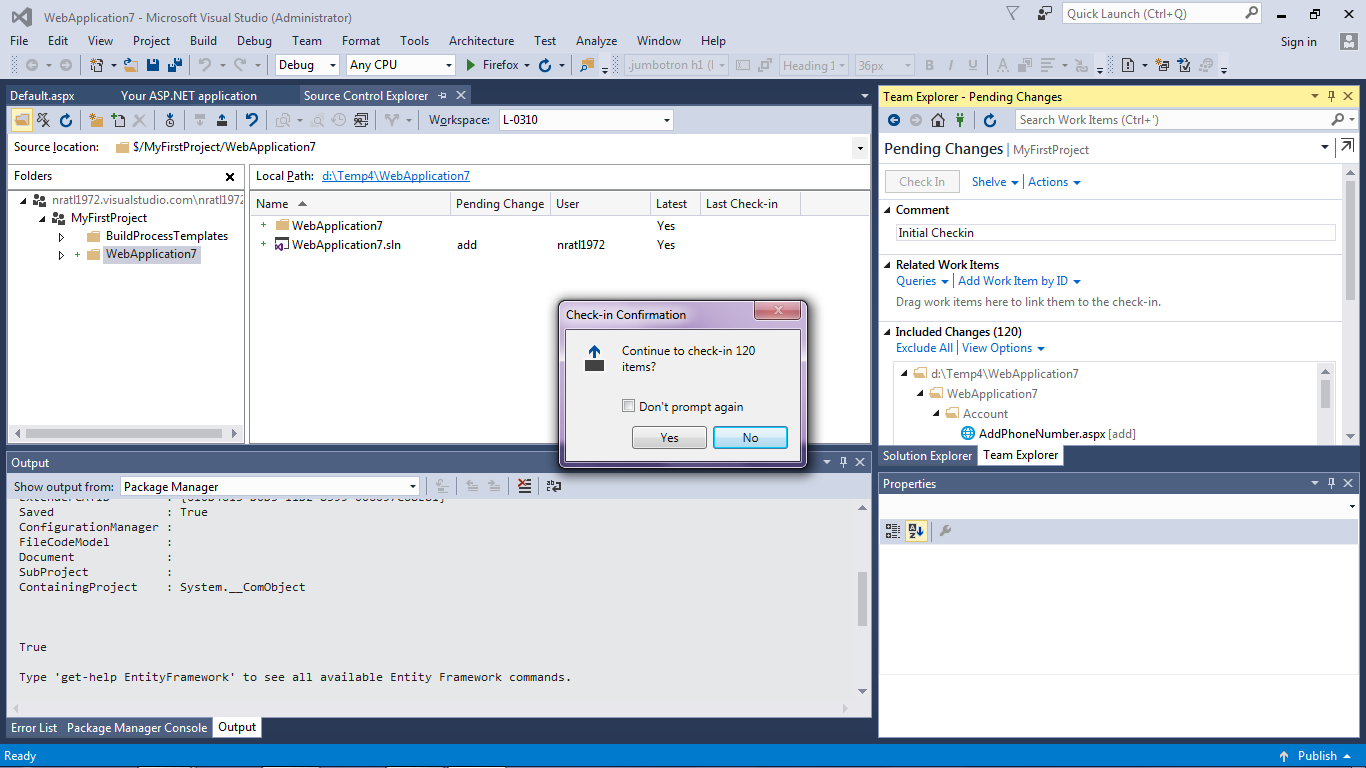 WebApplication7 - Microsoft Visual Studio (Administrator)
Quick Launch (Ctrl+Q)
File Edit View Project Build Debug Team Format Tools Architecture Test Analyze Window Help
Sign in
Debug Any CPU Firefox Heading 1 36px B I U
Default.aspx Your ASP.NET application Source Control Explorer
Workspace: L-0310
Source location: $/MyFirstProject/WebApplication7
Folders
nratl1972.visualstudio.com\nratl1972
MyFirstProject
BuildProcessTemplates
WebApplication7
Local Path: d:\Temp4\WebApplication7
Name Pending Change User Latest Last Check-in
WebApplication7 Yes
WebApplication7.sln add nratl1972 Yes
Check-in Confirmation
Continue to check-in 120
items?
Don't prompt again
Yes No
Team Explorer - Pending Changes
Search Work Items (Ctrl+')
Pending Changes | MyFirstProject
Check In Shelve Actions
Comment
Initial Checkin
Related Work Items
Queries Add Work Item by ID
Drag work items here to link them to the check-in.
Included Changes (120)
Exclude All View Options
d:\Temp4\WebApplication7
WebApplication7
Account
AddPhoneNumber.aspx [add]
Solution Explorer Team Explorer
Properties
Output
Show output from: Package Manager
Saved : True
ConfigurationManager :
FileCodeModel :
Document :
SubProject :
ContainingProject : System.__ComObject
True
Type 'get-help EntityFramework' to see all available Entity Framework commands.
Error List Package Manager Console Output
Ready
Publish